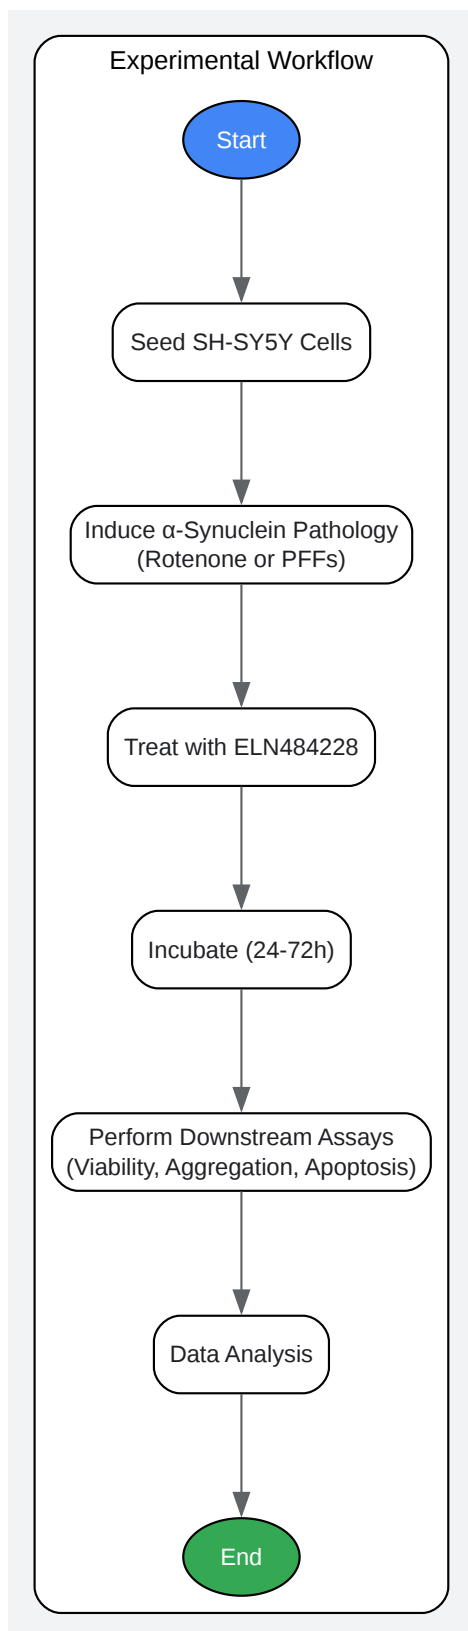 Experimental Workflow
Start
Seed SH-SY5Y Cells
Induce α-Synuclein Pathology
(Rotenone or PFFs)
Treat with ELN484228
Incubate (24-72h)
Perform Downstream Assays
(Viability, Aggregation, Apoptosis)
Data Analysis
End